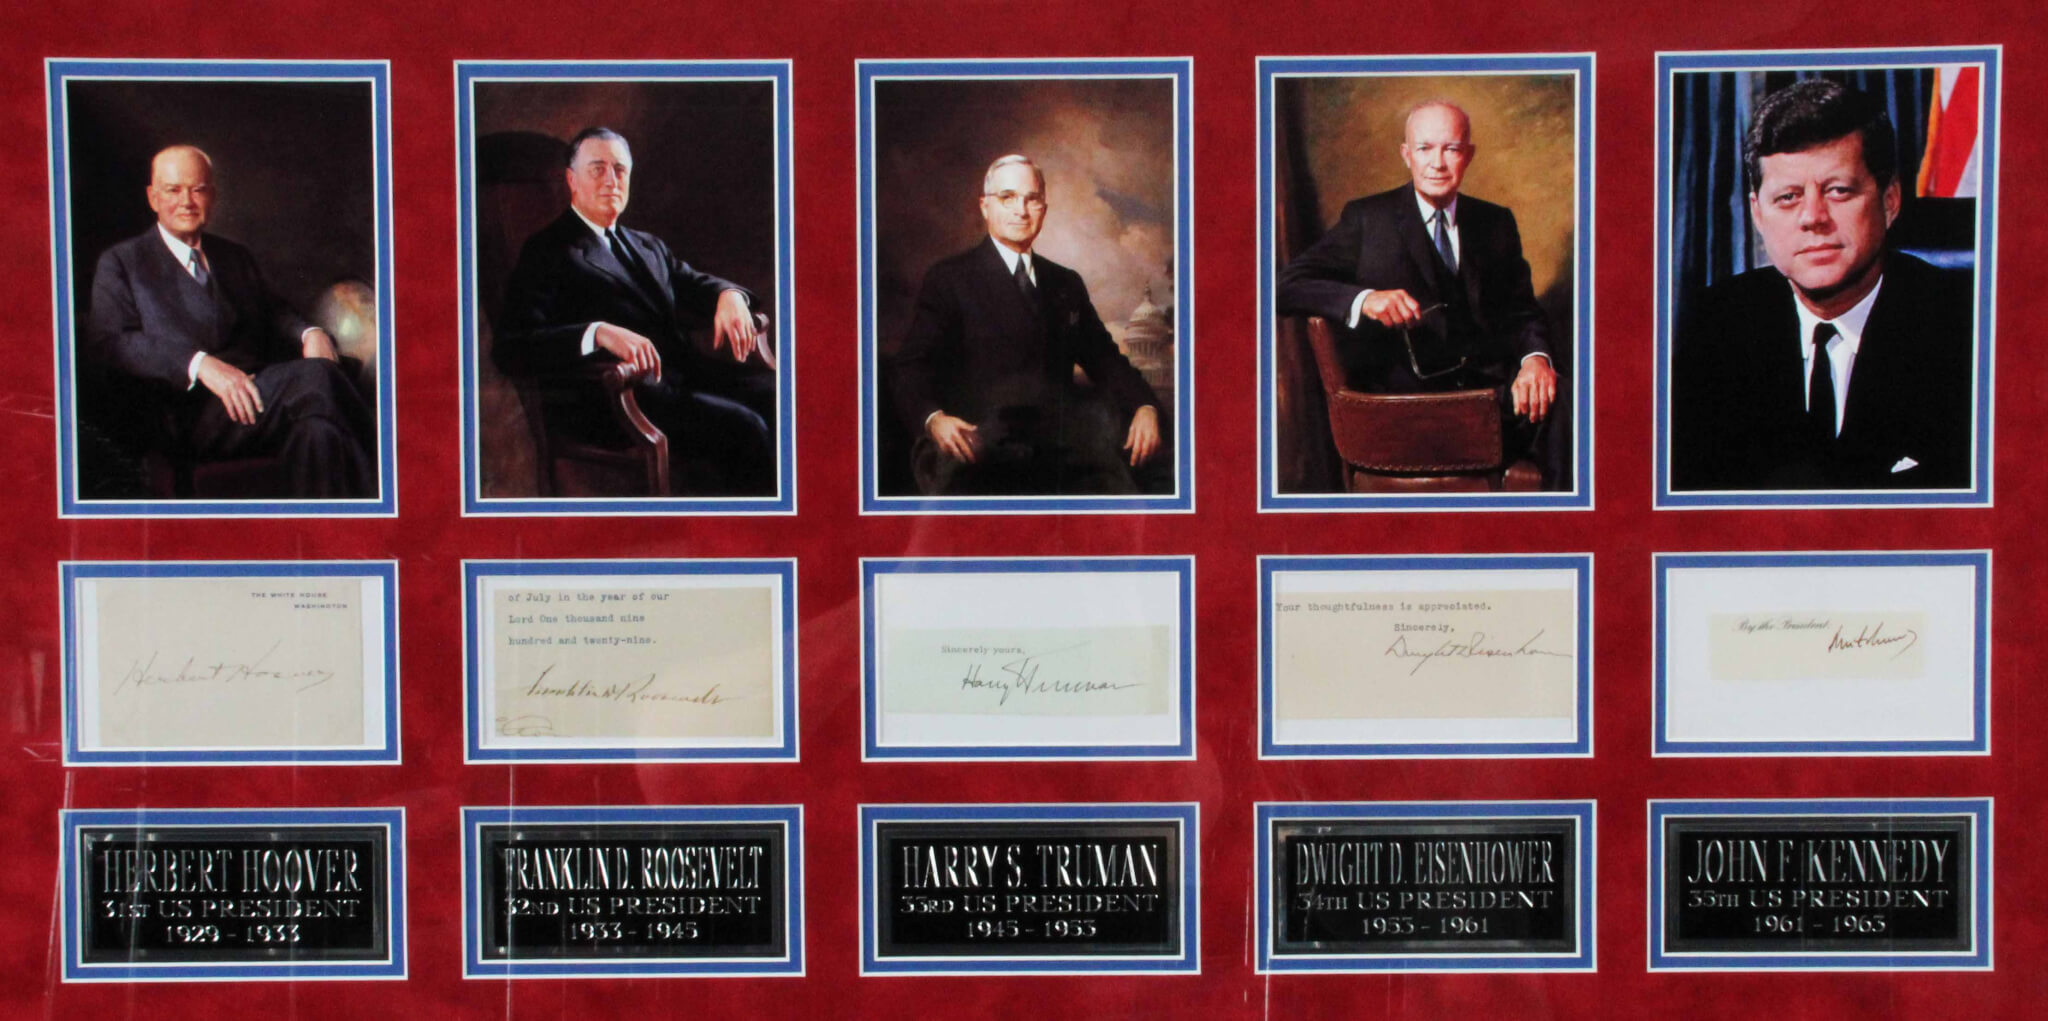 THE WHITE HOUSE
WASHINGTON
Herbert Hoover
of July in the year of our
Lord One thousand nine
hundred and twenty-nine.
Franklin D Roosevelt
Sincerely yours,
Harry S Truman
Your thoughtfulness is appreciated.
Sincerely,
Dwight D Eisenhower
By the President.
HERBERT HOOVER
31ST US PRESIDENT
1929 - 1933
FRANKLIN D. ROOSEVELT
32ND US PRESIDENT
1933 - 1945
HARRY S. TRUMAN
33RD US PRESIDENT
1945 - 1953
DWIGHT D. EISENHOWER
34TH US PRESIDENT
1953 - 1961
JOHN F. KENNEDY
35TH US PRESIDENT
1961 - 1963